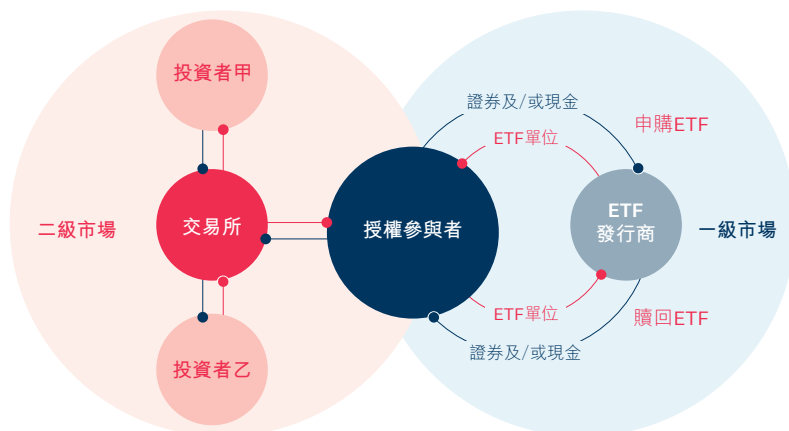 投資者甲
證券及/或現金
申購ETF
ETF單位
二級市場
交易所
授權參與者
ETF
發行商
一級市場
ETF單位
贖回ETF
證券及/或現金
投資者乙